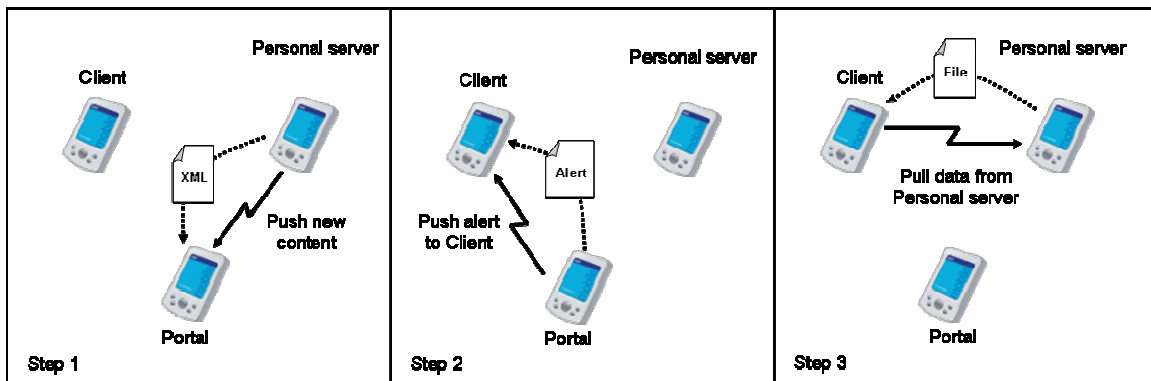 Personal server
Client
XML
Push new
content
Portal
Step 1
Personal server
Client
Alert
Push alert
to Client
Portal
Step 2
Personal server
Client
File
Pull data from
Personal server
Portal
Step 3